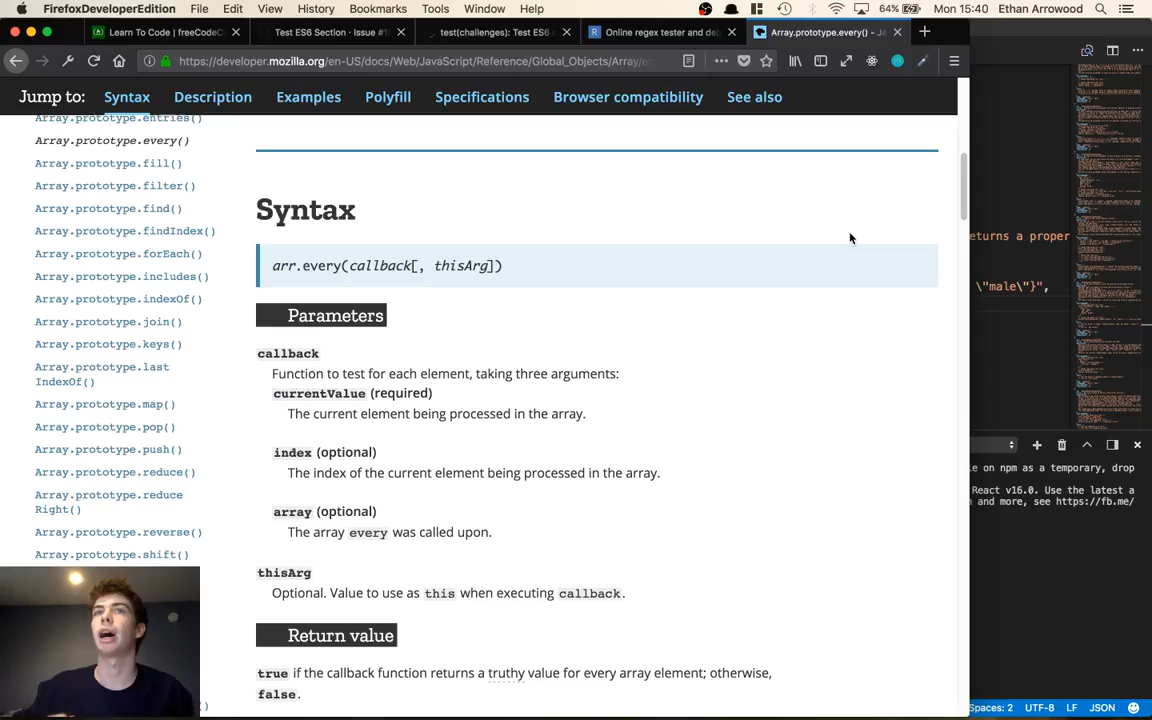 FirefoxDeveloperEdition File Edit View History Bookmarks Tools Window Help 64% Mon 15:40 Ethan Arrowood
Learn To Code | freeCodeC
Test ES6 Section · Issue #1
test(challenges): Test ES6
Online regex tester and de
Array.prototype.every() - Ja
https://developer.mozilla.org/en-US/docs/Web/JavaScript/Reference/Global_Objects/Array/e
Jump to: Syntax Description Examples Polyfill Specifications Browser compatibility See also
Array.prototype.entries()
Array.prototype.every()
Array.prototype.fill()
Array.prototype.filter()
Array.prototype.find()
Array.prototype.findIndex()
Array.prototype.forEach()
Array.prototype.includes()
Array.prototype.indexOf()
Array.prototype.join()
Array.prototype.keys()
Array.prototype.last
IndexOf()
Array.prototype.map()
Array.prototype.pop()
Array.prototype.push()
Array.prototype.reduce()
Array.prototype.reduce
Right()
Array.prototype.reverse()
Array.prototype.shift()
Syntax
arr.every(callback[, thisArg])
Parameters
callback
Function to test for each element, taking three arguments:
currentValue (required)
The current element being processed in the array.
index (optional)
The index of the current element being processed in the array.
array (optional)
The array every was called upon.
thisArg
Optional. Value to use as this when executing callback.
Return value
true if the callback function returns a truthy value for every array element; otherwise,
false.
eturns a proper
\"male\"}",
le on npm as a temporary, drop
React v16.0. Use the latest a
m and more, see https://fb.me/
Spaces: 2 UTF-8 LF JSON